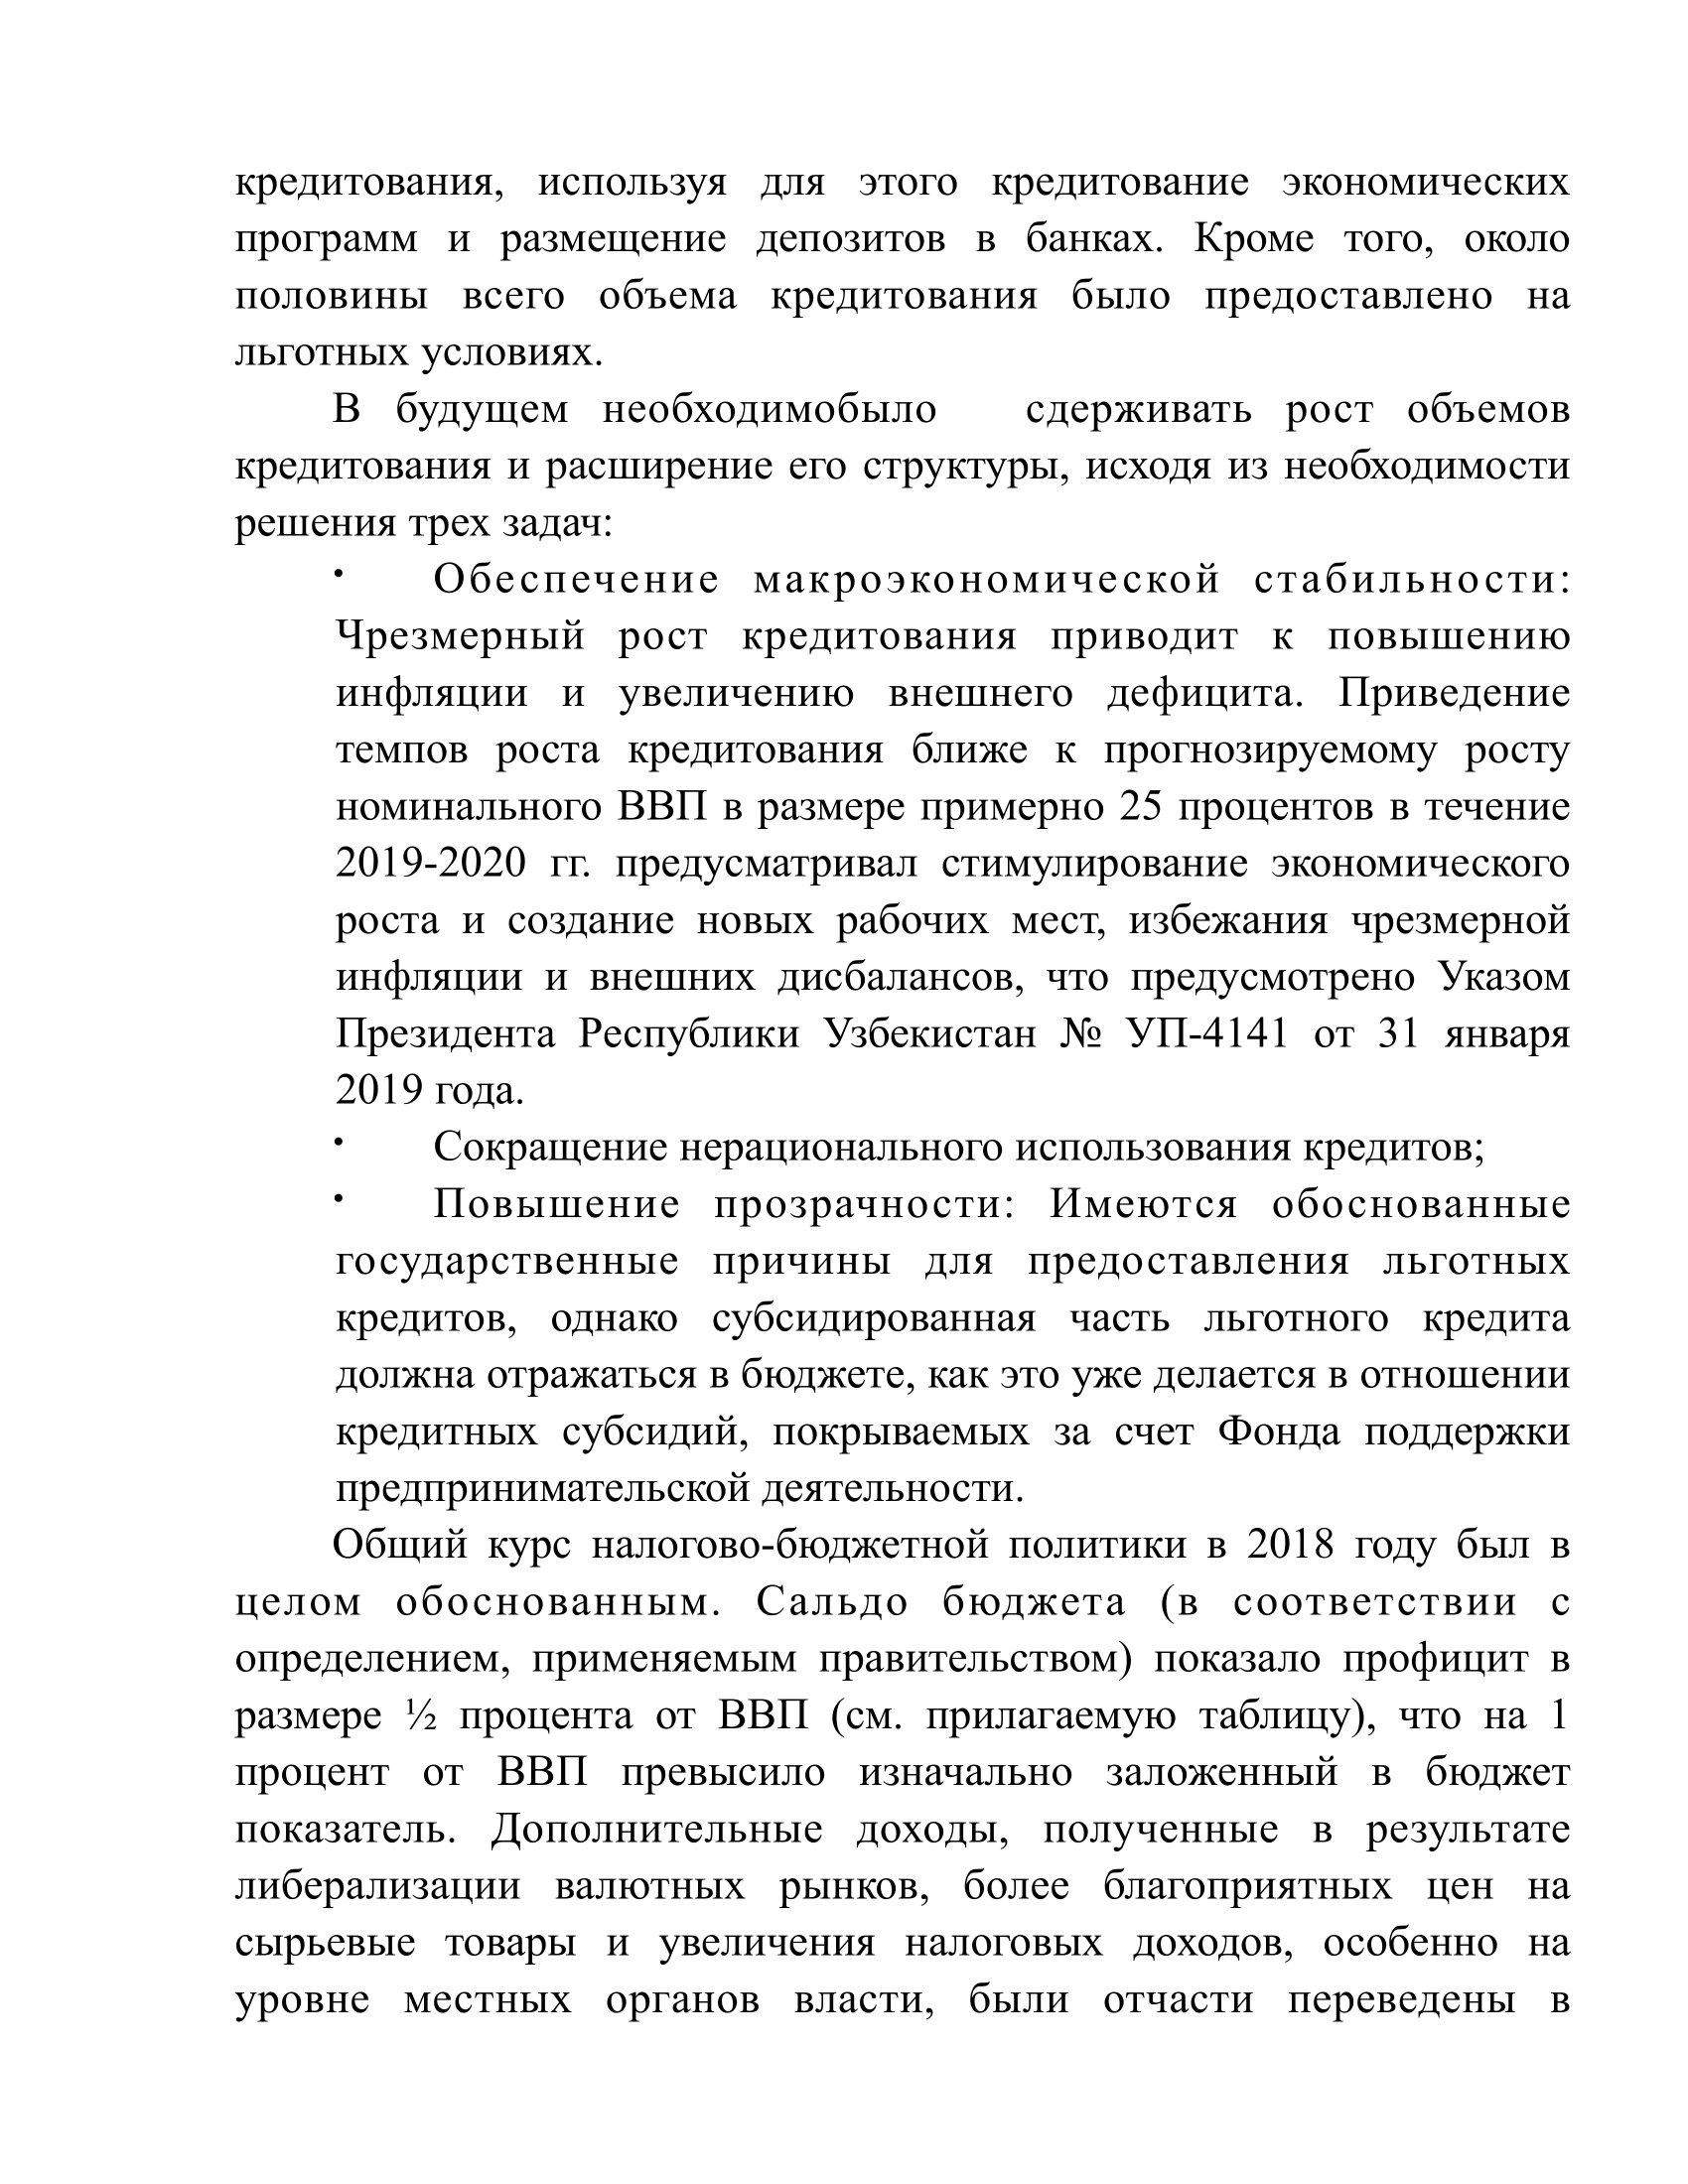 кредитования, используя для этого кредитование экономических
программ и размещение депозитов в банках. Кроме того, около
половины всего объема кредитования было предоставлено на
льготных условиях.
В будущем необходимобыло сдерживать рост объемов
кредитования и расширение его структуры, исходя из необходимости
решения трех задач:
• Обеспечение макроэкономической стабильности:
Чрезмерный рост кредитования приводит к повышению
инфляции и увеличению внешнего дефицита. Приведение
темпов роста кредитования ближе к прогнозируемому росту
номинального ВВП в размере примерно 25 процентов в течение
2019-2020 гг. предусматривал стимулирование экономического
роста и создание новых рабочих мест, избежания чрезмерной
инфляции и внешних дисбалансов, что предусмотрено Указом
Президента Республики Узбекистан № УП-4141 от 31 января
2019 года.
• Сокращение нерационального использования кредитов;
• Повышение прозрачности: Имеются обоснованные
государственные причины для предоставления льготных
кредитов, однако субсидированная часть льготного кредита
должна отражаться в бюджете, как это уже делается в отношении
кредитных субсидий, покрываемых за счет Фонда поддержки
предпринимательской деятельности.
Общий курс налогово-бюджетной политики в 2018 году был в
целом обоснованным. Сальдо бюджета (в соответствии с
определением, применяемым правительством) показало профицит в
размере ½ процента от ВВП (см. прилагаемую таблицу), что на 1
процент от ВВП превысило изначально заложенный в бюджет
показатель. Дополнительные доходы, полученные в результате
либерализации валютных рынков, более благоприятных цен на
сырьевые товары и увеличения налоговых доходов, особенно на
уровне местных органов власти, были отчасти переведены в